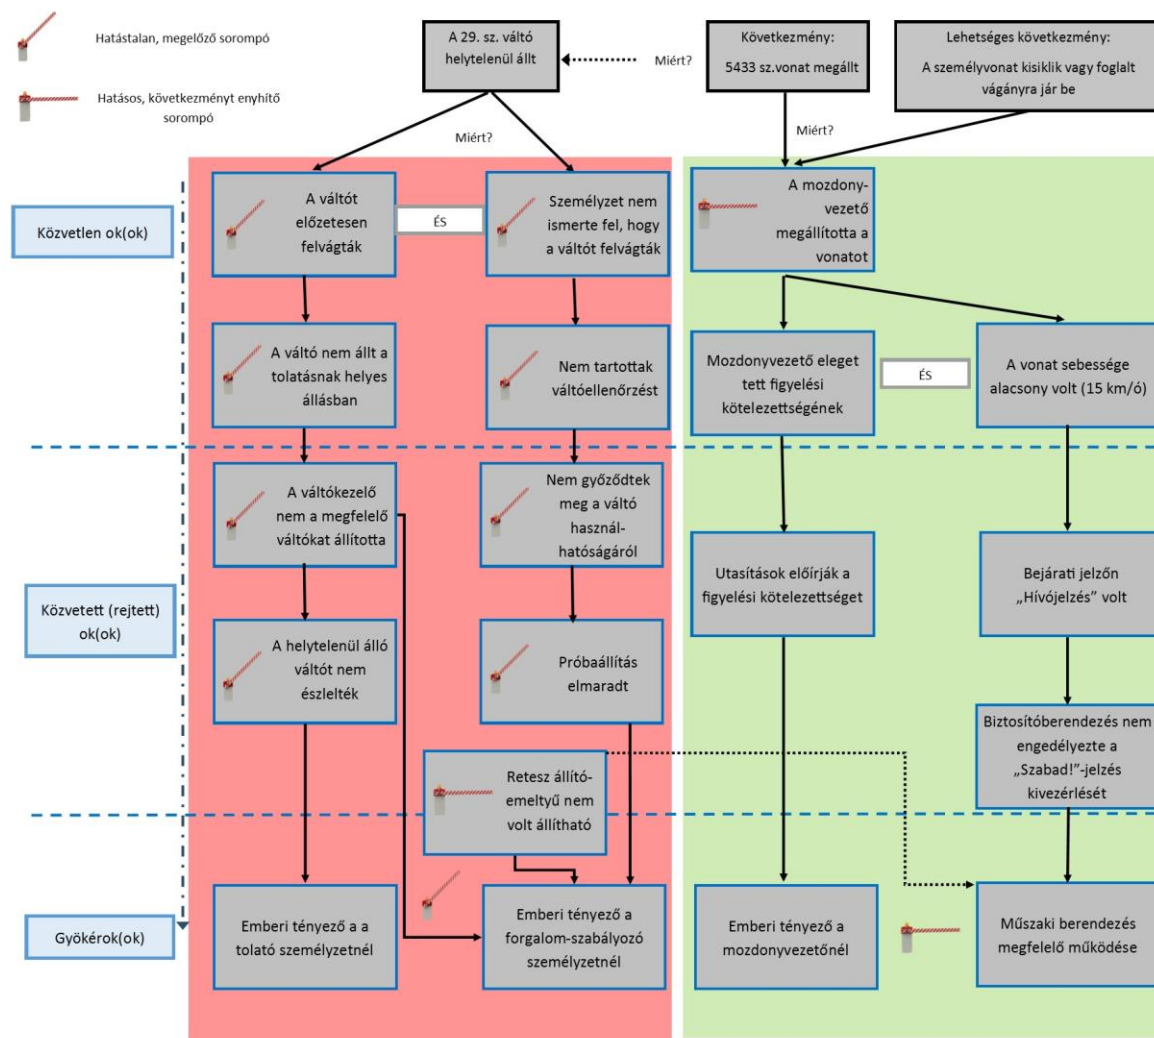 Hatástalan, megelőző sorompó
Hatásos, következményt enyhítő
sorompó
A 29. sz. váltó
helytelenül állt
Miért?
Következmény:
5433 sz.vonat megállt
Lehetséges következmény:
A személyvonat kisiklik vagy foglalt
vágányra jár be
Miért?
Miért?
Közvetlen ok(ok)
A váltót
előzetesen
felvágták
ÉS
Személyzet nem
ismerte fel, hogy
a váltót felvágták
A mozdony-
vezető
megállította a
vonatot
A váltó nem állt a
tolatásnak helyes
állásban
Nem tartottak
váltóellenőrzést
Mozdonyvezető eleget
tett figyelési
kötelezettségének
ÉS
A vonat sebessége
alacsony volt (15 km/ó)
Közvetett (rejtett)
ok(ok)
A váltókezelő
nem a megfelelő
váltókat állította
Nem győződtek
meg a váltó
használ-
hatóságáról
Utasítások előírják a
figyelési kötelezettséget
Bejárati jelzőn
„Hívójelzés” volt
A helytelenül álló
váltót nem
észlelték
Próbaállítás
elmaradt
Biztosítóberendezés nem
engedélyezte a
„Szabad!”-jelzés
kivezérlését
Retesz állító-
emeltyű nem
volt állítható
Gyökérok(ok)
Emberi tényező a a
tolató személyzetnél
Emberi tényező a
forgalom-szabályozó
személyzetnél
Emberi tényező a
mozdonyvezetőnél
Műszaki berendezés
megfelelő működése